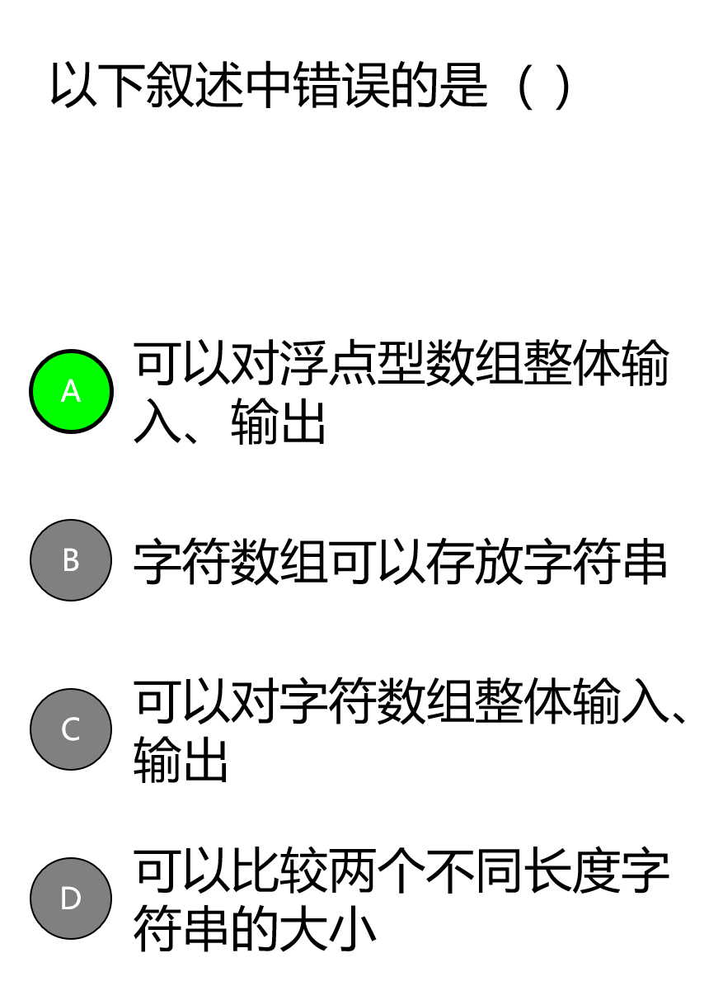 以下叙述中错误的是（ ）
A
可以对浮点型数组整体输
入、输出
B
字符数组可以存放字符串
C
可以对字符数组整体输入、
输出
D
可以比较两个不同长度字
符串的大小